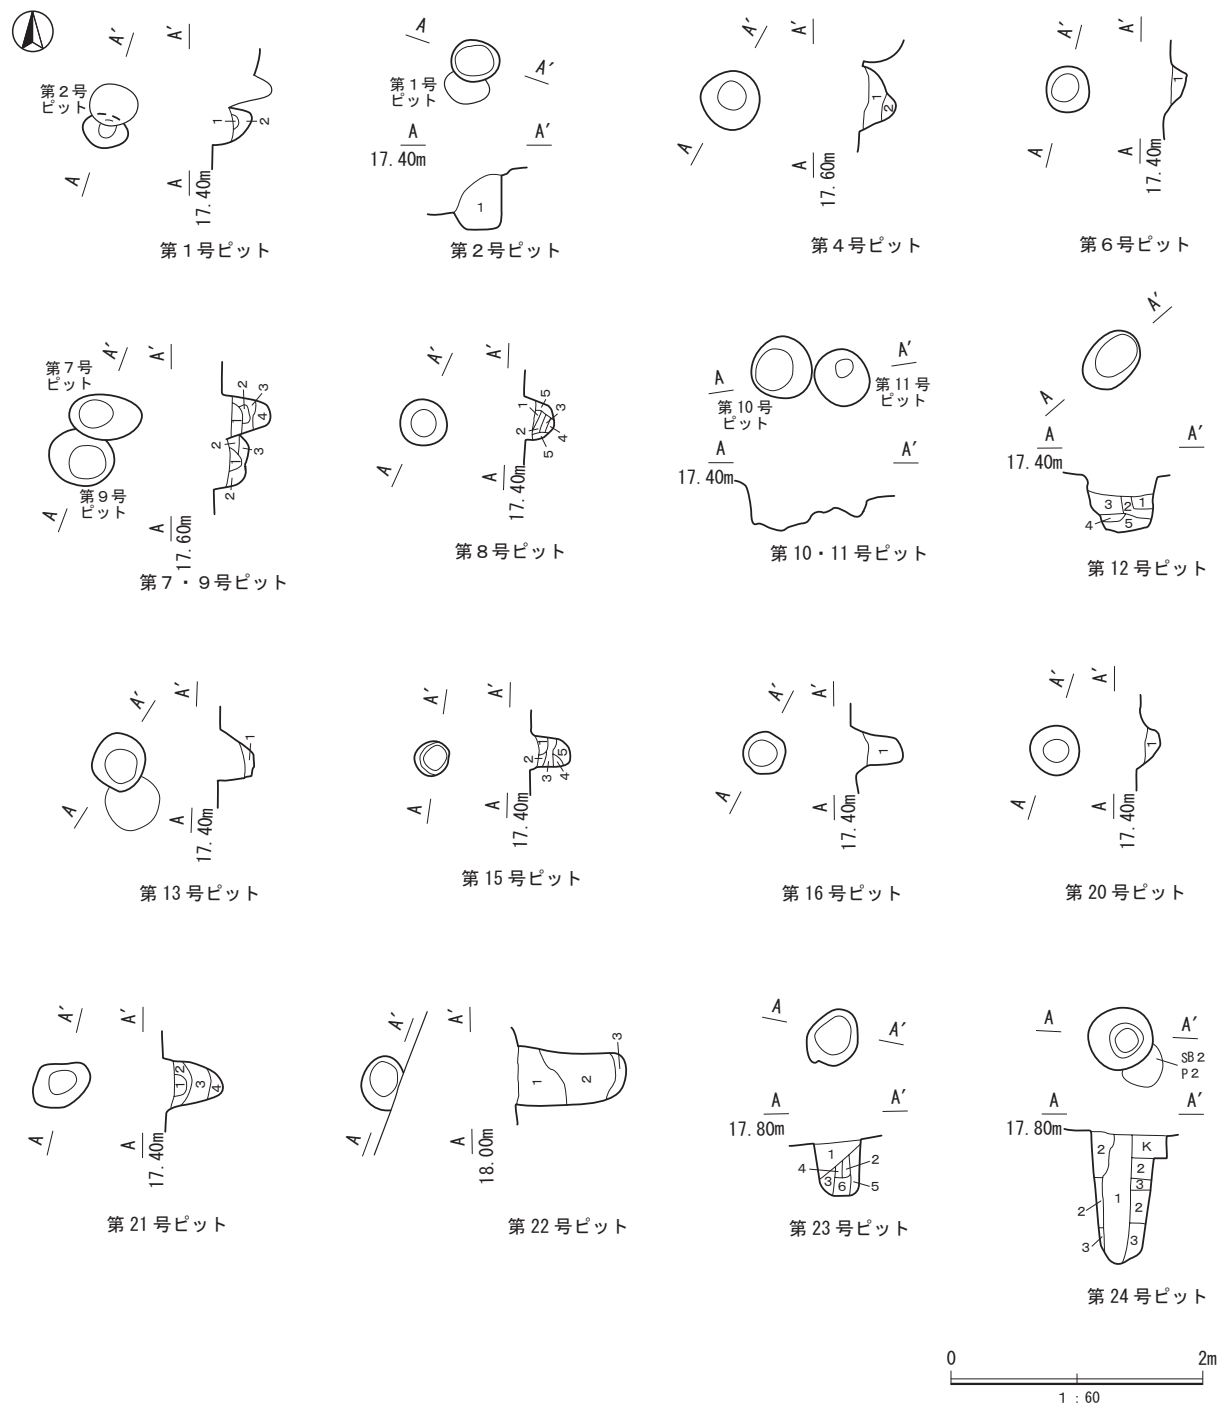 A′
A′
第２号
ピット
1
2
A
A
17.40m
第１号ピット
A
A′
第１号
ピット
A
A′
17.40m
1
第２号ピット
A′
A′
1
2
A
A
17.60m
第４号ピット
A′
A′
1
A
A
17.40m
第６号ピット
A′
A′
第７号
ピット
2
3
1
4
2
3
1
2
第９号
ピット
A
A
17.60m
第７・９号ピット
A′
A′
5
1
3
2
4
5
A
A
17.40m
第８号ピット
A
A′
第11号
ピット
第10号
ピット
A
A′
17.40m
第10・11号ピット
A′
A
A
A′
17.40m
3
2
1
4
5
第12号ピット
A′
A′
1
A
A
17.40m
第13号ピット
A′
A′
1
2
5
3
4
A
A
17.40m
第15号ピット
A′
A′
1
A
A
17.40m
第16号ピット
A′
A′
1
A
A
17.40m
第20号ピット
A′
A′
2
1
3
4
A
A
17.40m
第21号ピット
A′
A′
3
1
2
A
A
18.00m
第22号ピット
A
A′
A
A′
17.80m
1
2
4
3
6
5
第23号ピット
A
A′
SB２
P２
A
A′
17.80m
2
K
2
3
1
2
2
3
3
第24号ピット
0
2m
1：60